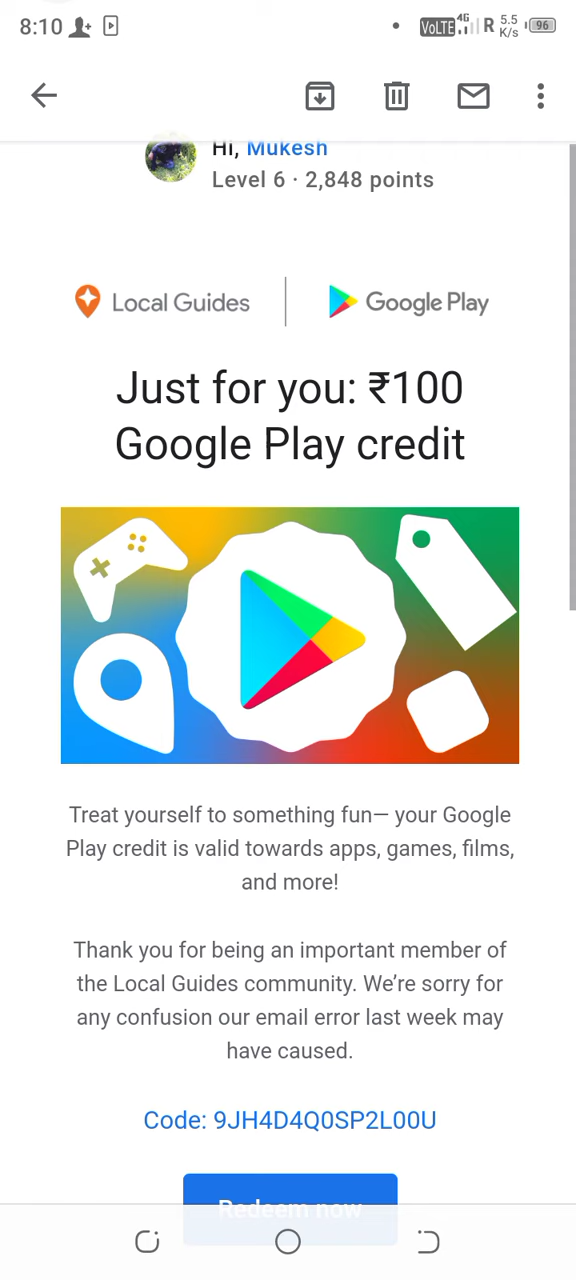 8:10
VoLTE 4G R 5.5 K/s 96
Hi, Mukesh
Level 6 · 2,848 points
Local Guides
Google Play
Just for you: ₹100
Google Play credit
Treat yourself to something fun— your Google
Play credit is valid towards apps, games, films,
and more!
Thank you for being an important member of
the Local Guides community. We’re sorry for
any confusion our email error last week may
have caused.
Code: 9JH4D4Q0SP2L00U
Redeem now